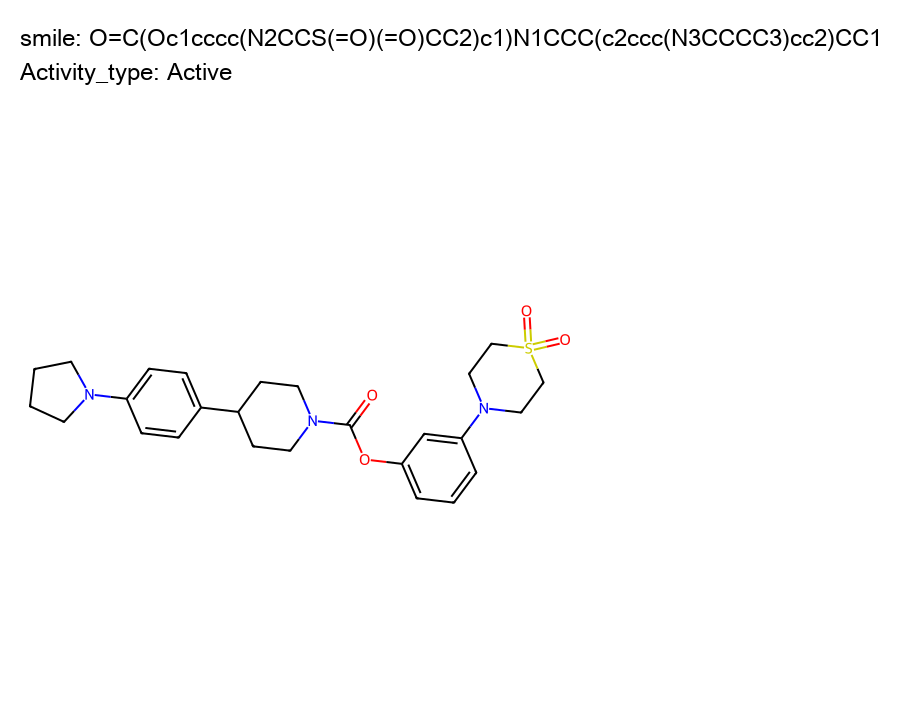 smile: O=C(Oc1cccc(N2CCS(=O)(=O)CC2)c1)N1CCC(c2ccc(N3CCCC3)cc2)CC1
Activity_type: Active
O
O
S
N
O
N
N
O